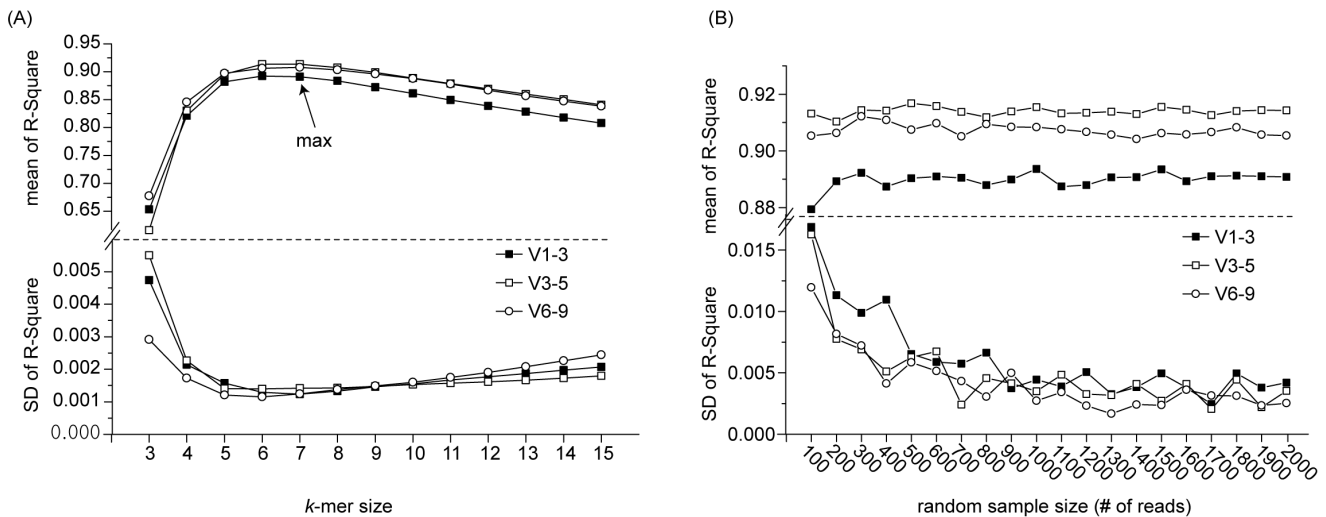 (A)
mean of R-Square
0.95
0.90
0.85
0.80
0.75
0.70
0.65
max
SD of R-Square
0.005
0.004
0.003
0.002
0.001
0.000
V1-3
V3-5
V6-9
3 4 5 6 7 8 9 10 11 12 13 14 15
k-mer size
(B)
mean of R-Square
0.92
0.90
0.88
SD of R-Square
0.015
0.010
0.005
0.000
V1-3
V3-5
V6-9
100 200 300 400 500 600 700 800 900 1000 1100 1200 1300 1400 1500 1600 1700 1800 1900 2000
random sample size (# of reads)